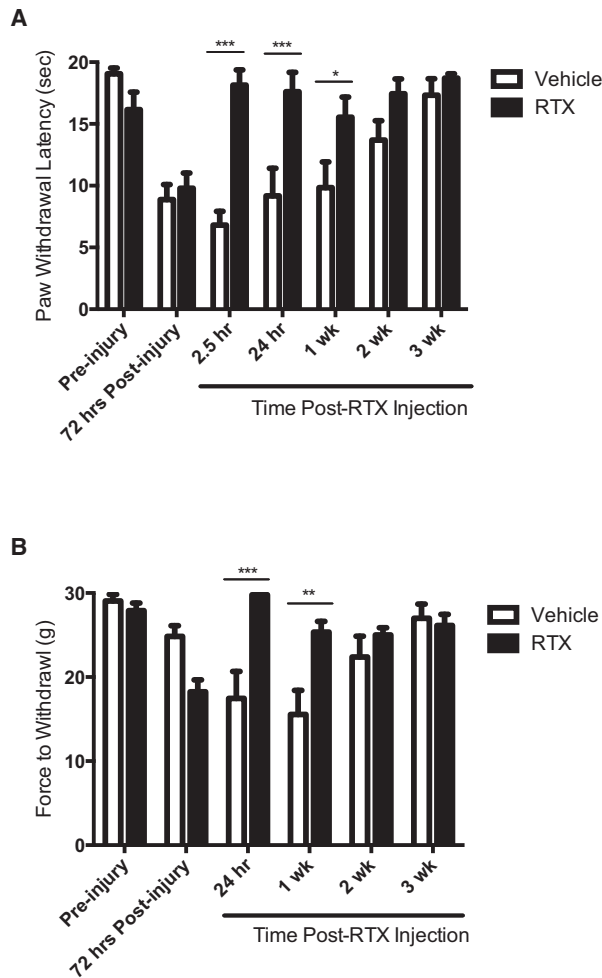 A
Paw Withdrawal Latency (sec)
20
15
10
5
0
***
***
*
Vehicle
RTX
Pre-injury
72 hrs Post-injury
2.5 hr
24 hr
1 wk
2 wk
3 wk
Time Post-RTX Injection
B
Force to Withdrawl (g)
30
20
10
0
***
**
Vehicle
RTX
Pre-injury
72 hrs Post-injury
24 hr
1 wk
2 wk
3 wk
Time Post-RTX Injection